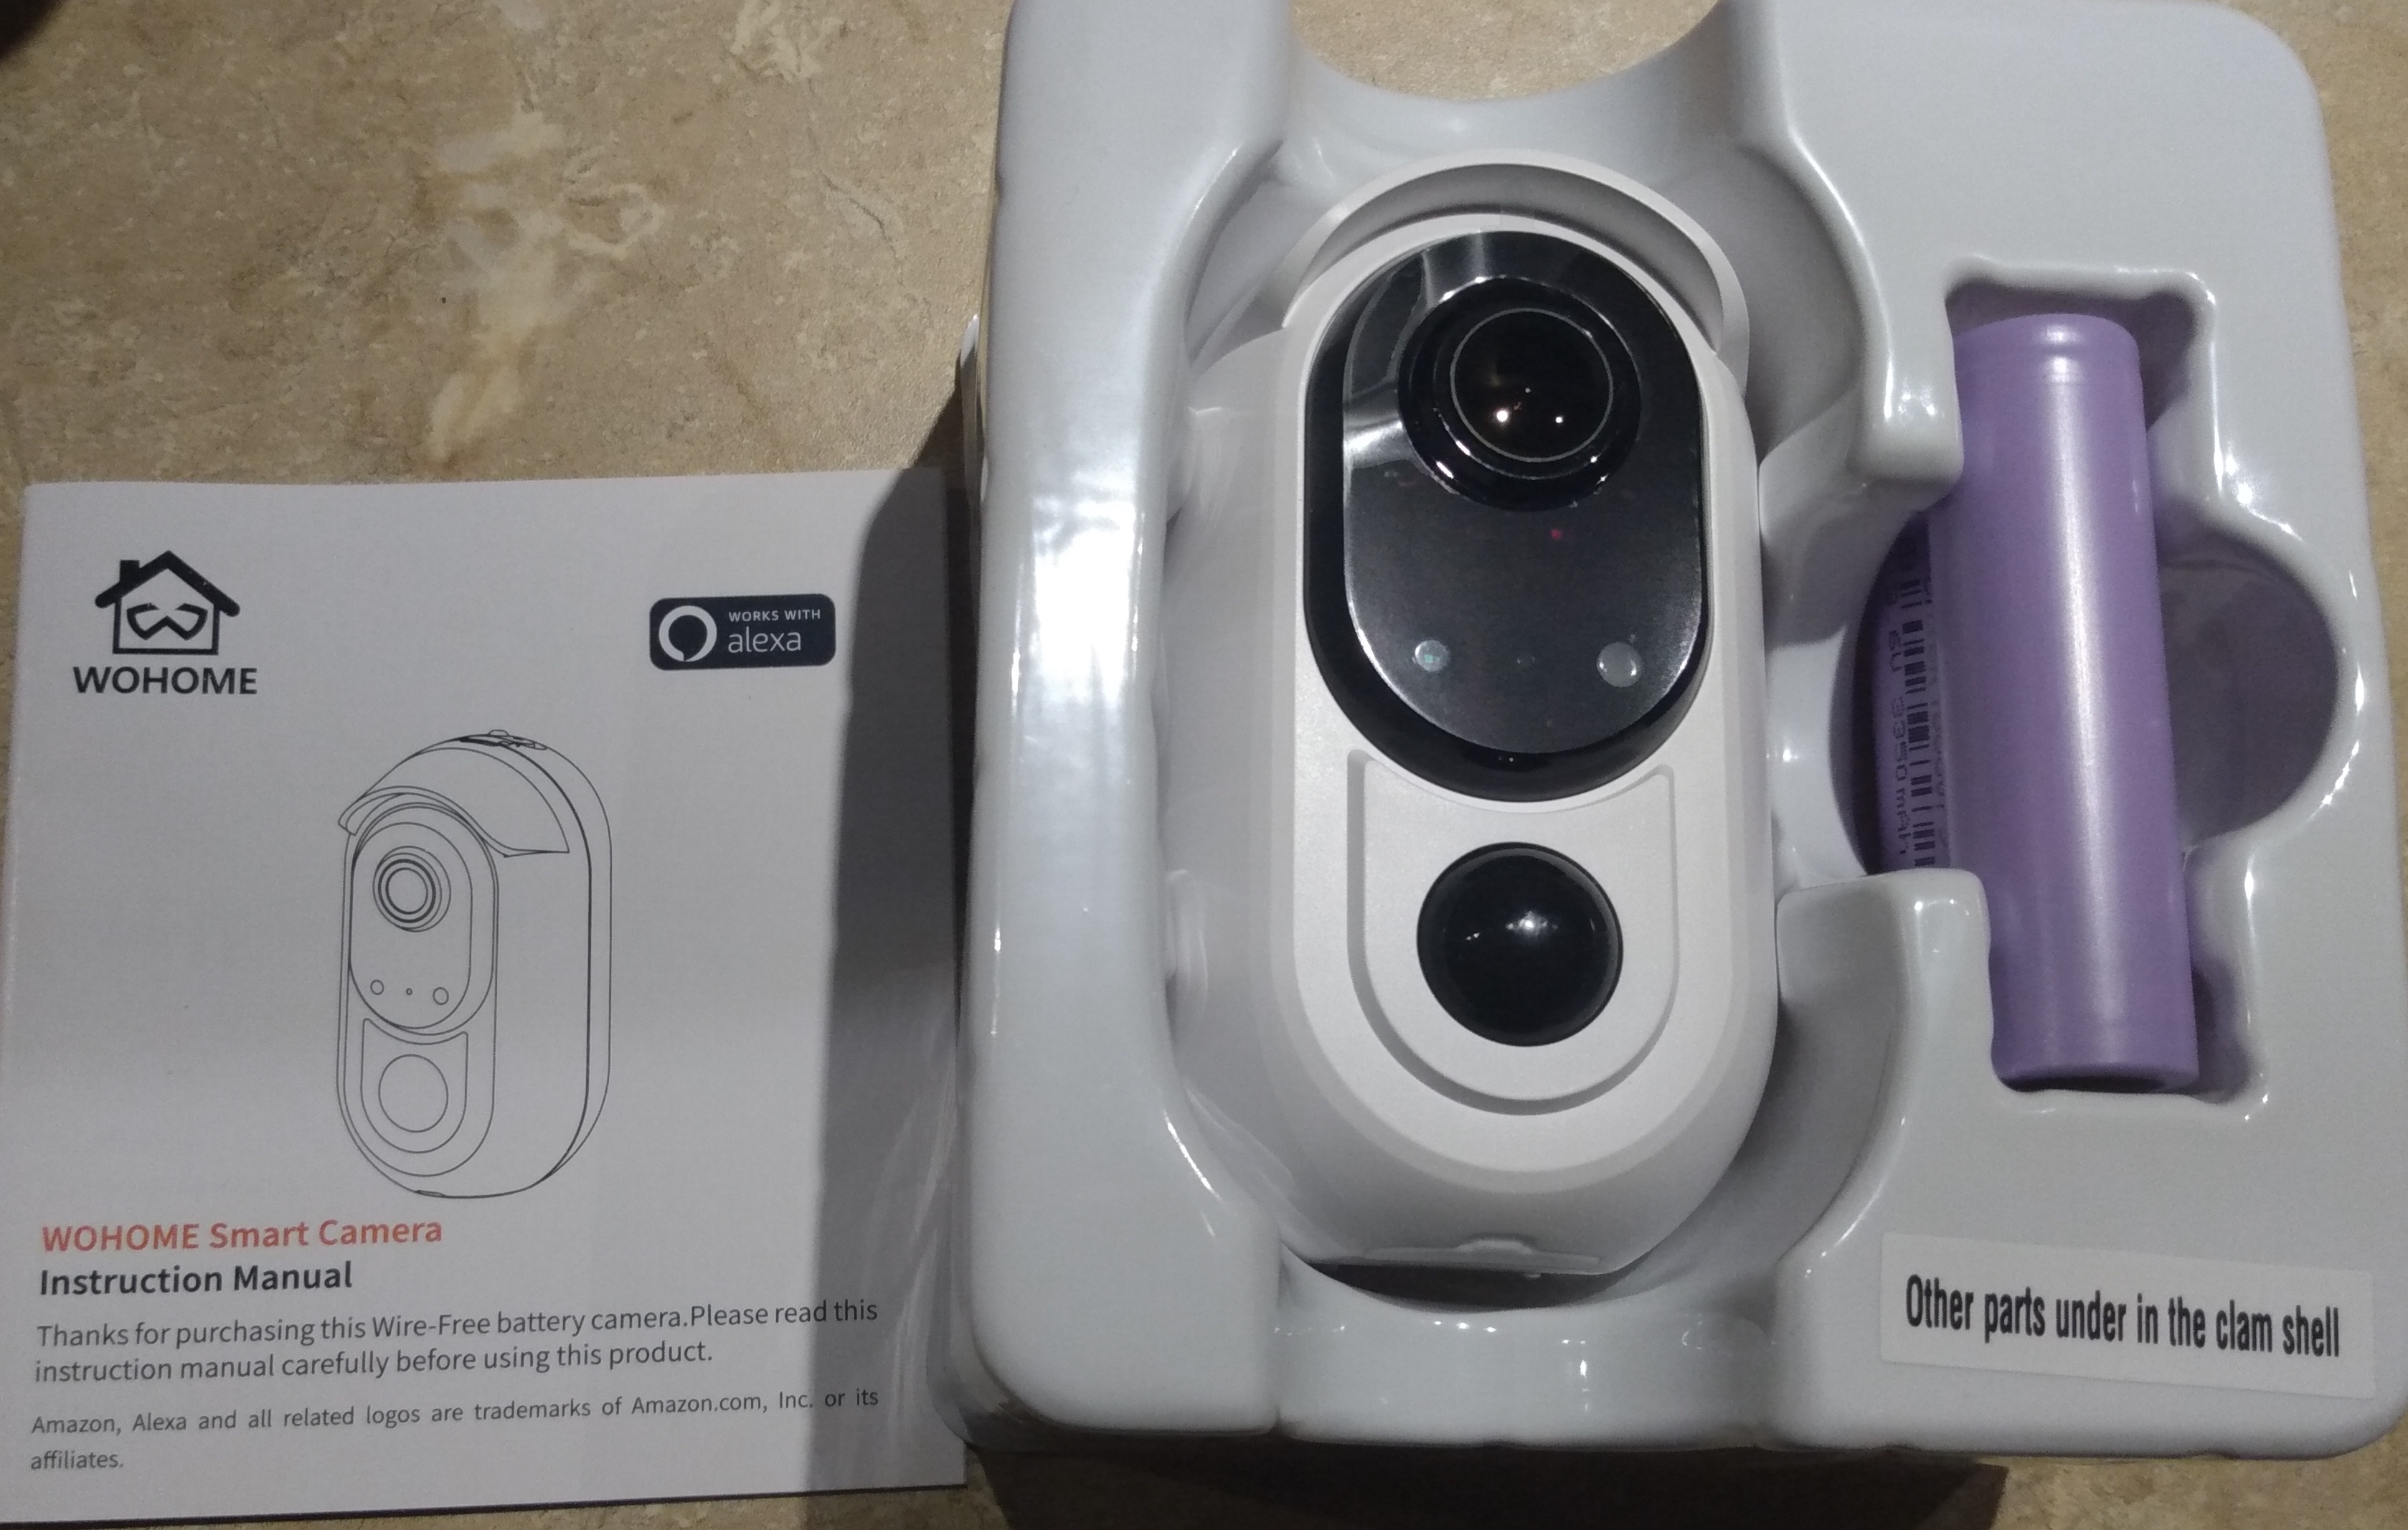 WOHOME
WORKS WITH
alexa
WOHOME Smart Camera
Instruction Manual
Thanks for purchasing this Wire-Free battery camera.Please read this
instruction manual carefully before using this product.
Amazon, Alexa and all related logos are trademarks of Amazon.com, Inc. or its
affiliates.
3350mAh
Other parts under in the clam shell